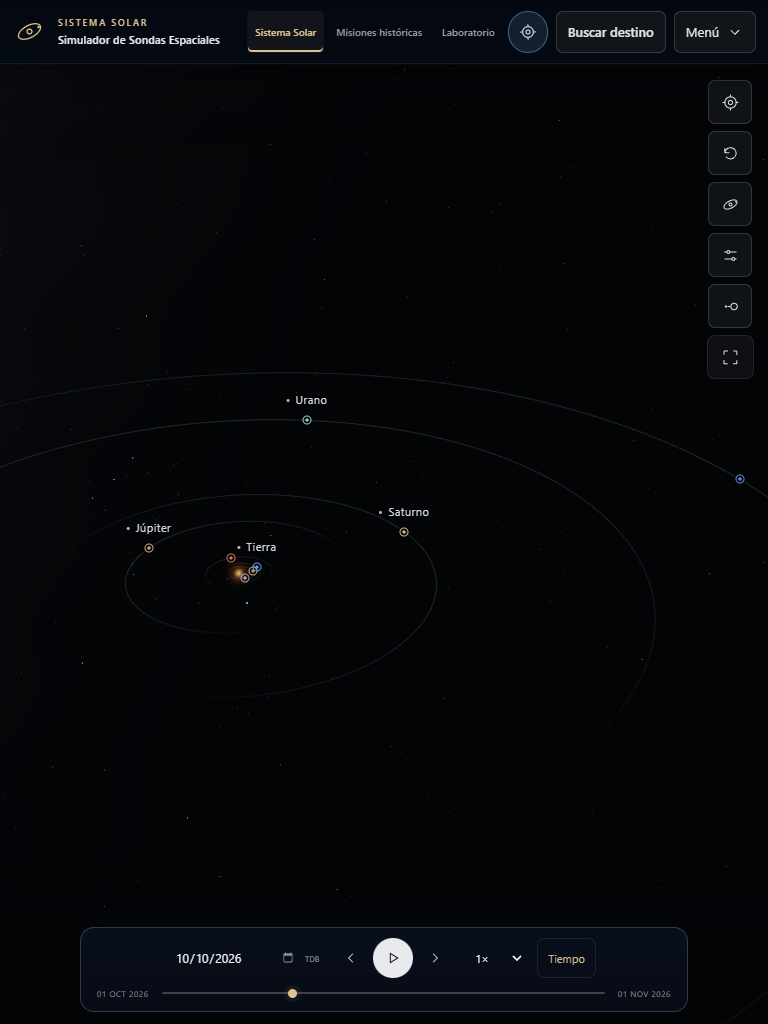 SISTEMA SOLAR
Simulador de Sondas Espaciales
Sistema Solar
Misiones históricas
Laboratorio
Buscar destino
Menú
Urano
Saturno
Júpiter
Tierra
10/10/2026
TDB
1×
Tiempo
01 OCT 2026
01 NOV 2026